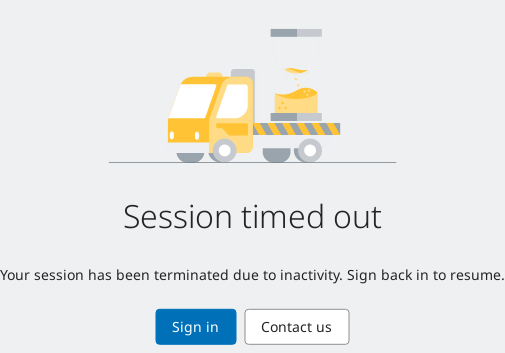 Session timed out
Your session has been terminated due to inactivity. Sign back in to resume.
Sign in
Contact us